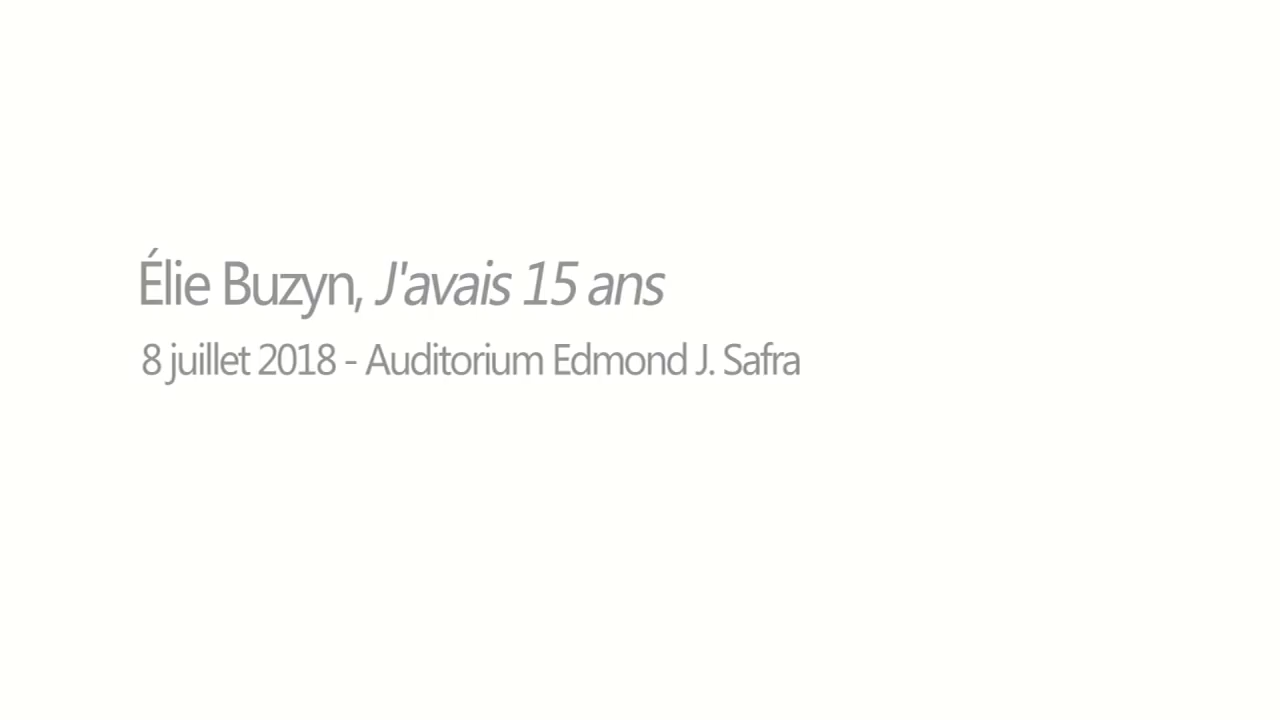 Élie Buzyn, J'avais 15 ans
8 juillet 2018 - Auditorium Edmond J. Safra